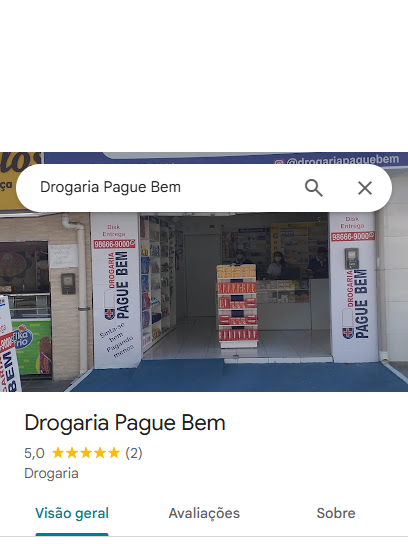 @drogariapaguebem
Drogaria Pague Bem
Disk
Entrega
98666-9000
DROGARIA
PAGUE BEM
Sinta-se
bem
Pagando
menos
Disk
Entrega
98666-9000
DROGARIA
PAGUE BEM
Drogaria Pague Bem
5,0 ★★★★★ (2)
Drogaria
Visão geral
Avaliações
Sobre